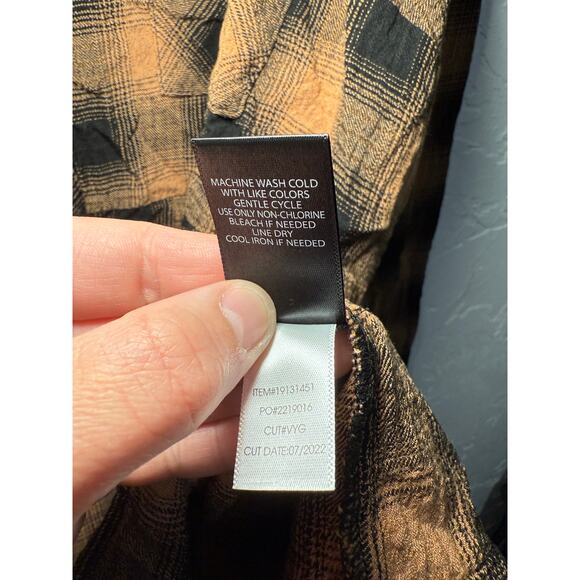 MACHINE WASH COLD
WITH LIKE COLORS
GENTLE CYCLE
USE ONLY NON-CHLORINE
BLEACH IF NEEDED
LINE DRY
COOL IRON IF NEEDED
ITEM#19131451
PO#2219016
CUT#VYG
CUT DATE:07/2022